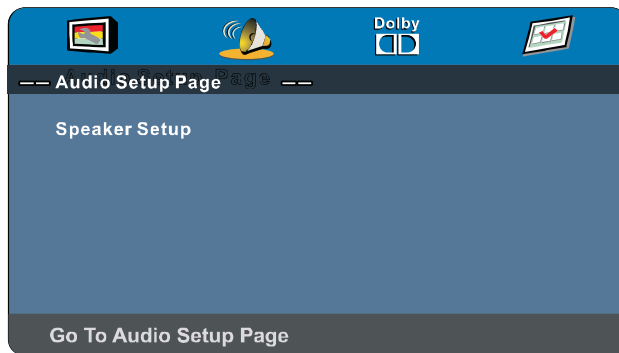 Dolby
–– Audio Setup Page ––
Speaker Setup
Go To Audio Setup Page